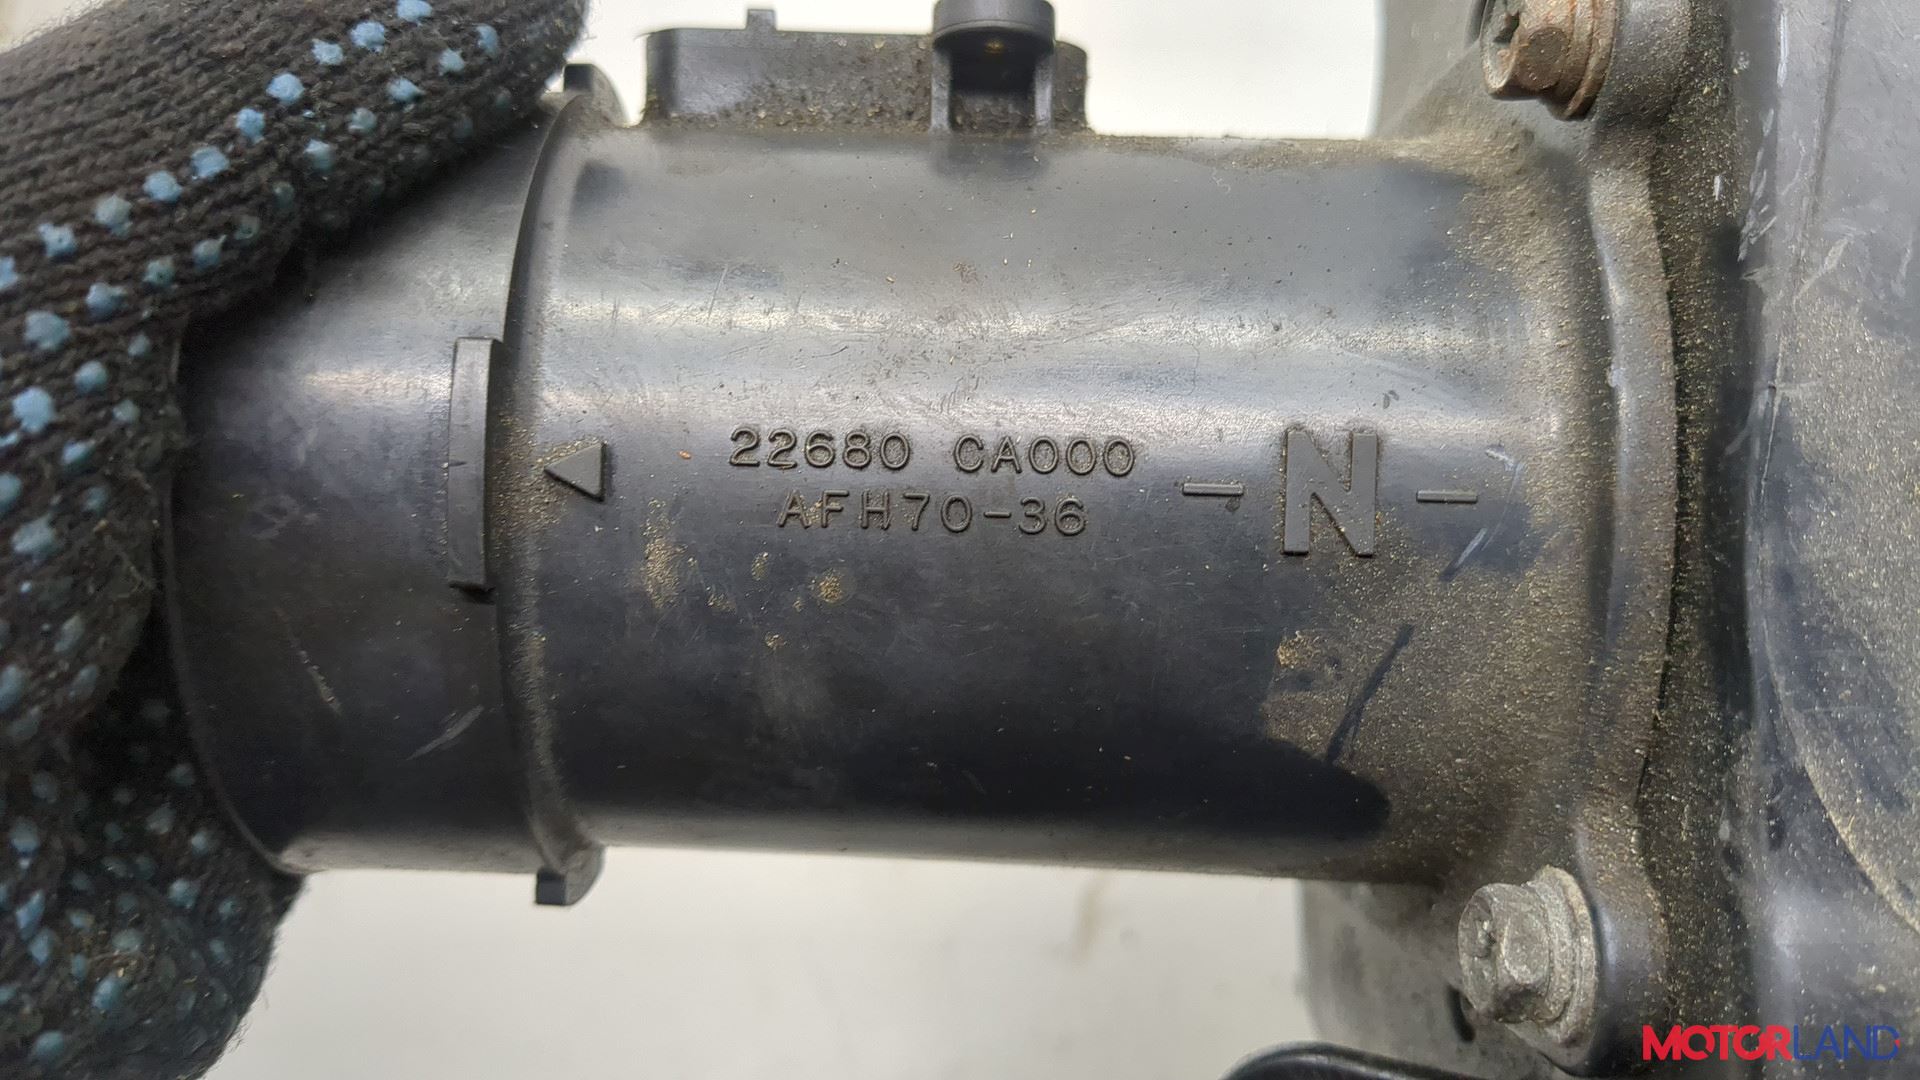 22680 CA000
AFH70-36
-N-
MOTORLAND